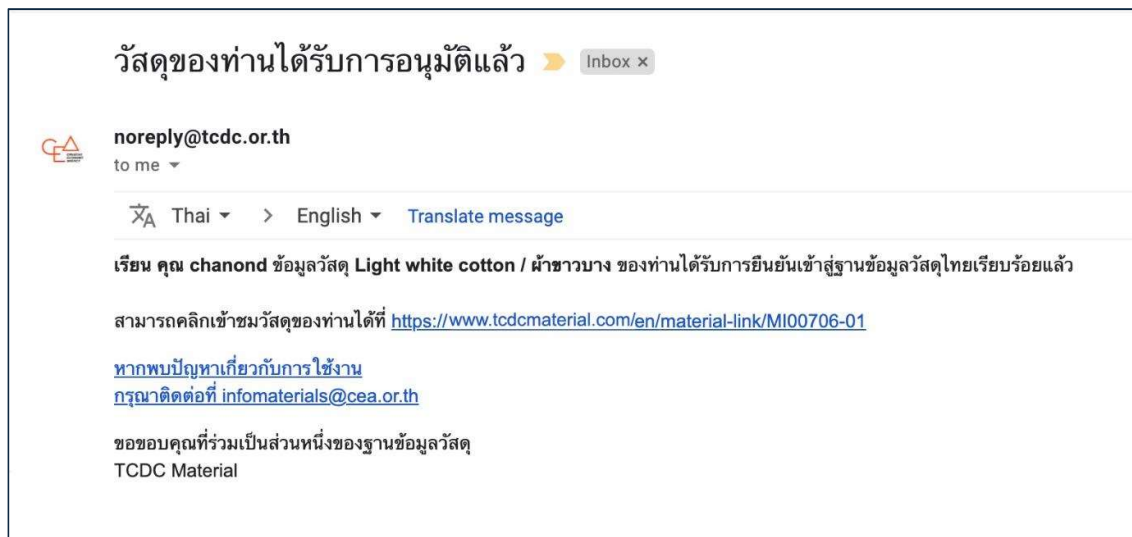 วัสดุของท่านได้รับการอนุมัติแล้ว Inbox ×
noreply@tcdc.or.th
to me
Thai > English Translate message
เรียน คุณ chanond ข้อมูลวัสดุ Light white cotton / ผ้าขาวบาง ของท่านได้รับการยืนยันเข้าสู่ฐานข้อมูลวัสดุไทยเรียบร้อยแล้ว
สามารถคลิกเข้าชมวัสดุของท่านได้ที่ https://www.tcdcmaterial.com/en/material-link/MI00706-01
หากพบปัญหาเกี่ยวกับการใช้งาน
กรุณาติดต่อที่ infomaterials@cea.or.th
ขอขอบคุณที่ร่วมเป็นส่วนหนึ่งของฐานข้อมูลวัสดุ
TCDC Material